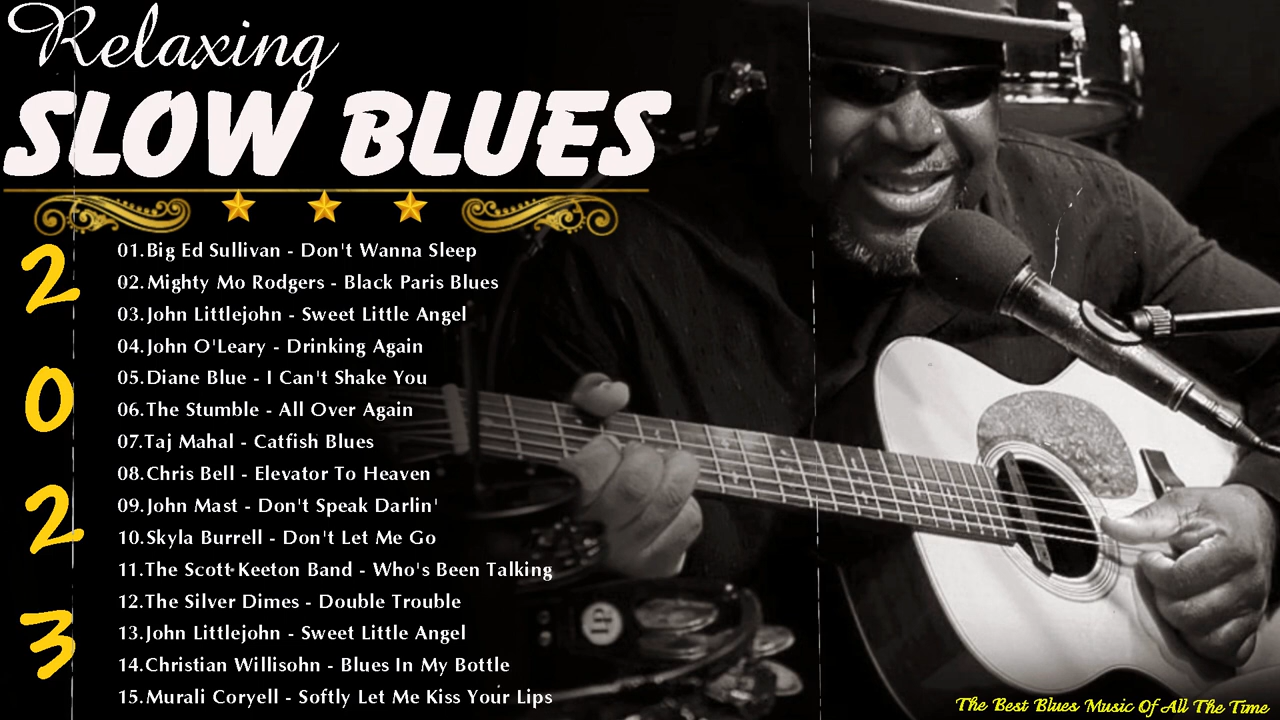 Relaxing
SLOW BLUES
2023
01.Big Ed Sullivan - Don't Wanna Sleep
02.Mighty Mo Rodgers - Black Paris Blues
03.John Littlejohn - Sweet Little Angel
04.John O'Leary - Drinking Again
05.Diane Blue - I Can't Shake You
06.The Stumble - All Over Again
07.Taj Mahal - Catfish Blues
08.Chris Bell - Elevator To Heaven
09.John Mast - Don't Speak Darlin'
10.Skyla Burrell - Don't Let Me Go
11.The Scott Keeton Band - Who's Been Talking
12.The Silver Dimes - Double Trouble
13.John Littlejohn - Sweet Little Angel
14.Christian Willisohn - Blues In My Bottle
15.Murali Coryell - Softly Let Me Kiss Your Lips
LP
The Best Blues Music Of All The Time